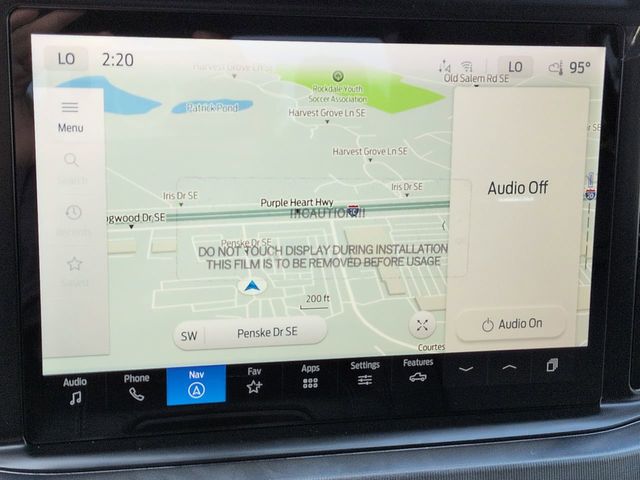 LO
2:20
LO
95°
Harvest Grove Ln SE
Old Salem Rd SE
Rockdale Youth
Soccer Association
Patrick Pond
Harvest Grove Ln SE
Menu
Search
Harvest Grove Ln SE
Audio Off
Iris Dr SE
Iris Dr SE
Purple Heart Hwy
!!!CAUTION!!!
ogwood Dr SE
Recents
Penske Dr SE
DO NOT TOUCH DISPLAY DURING INSTALLATION
THIS FILM IS TO BE REMOVED BEFORE USAGE
Saved
200 ft
SW
Penske Dr SE
Audio On
Courtes
Audio
Phone
Nav
Fav
Apps
Settings
Features